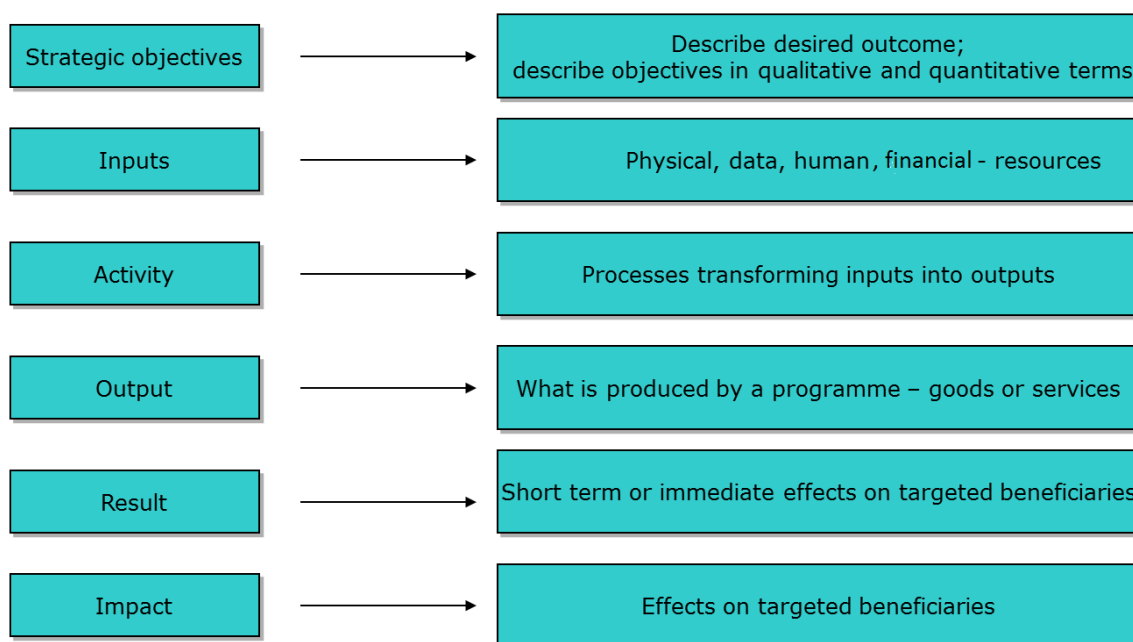 Strategic objectives
Describe desired outcome;
describe objectives in qualitative and quantitative terms
Inputs
Physical, data, human, financial - resources
Activity
Processes transforming inputs into outputs
Output
What is produced by a programme – goods or services
Result
Short term or immediate effects on targeted beneficiaries
Impact
Effects on targeted beneficiaries